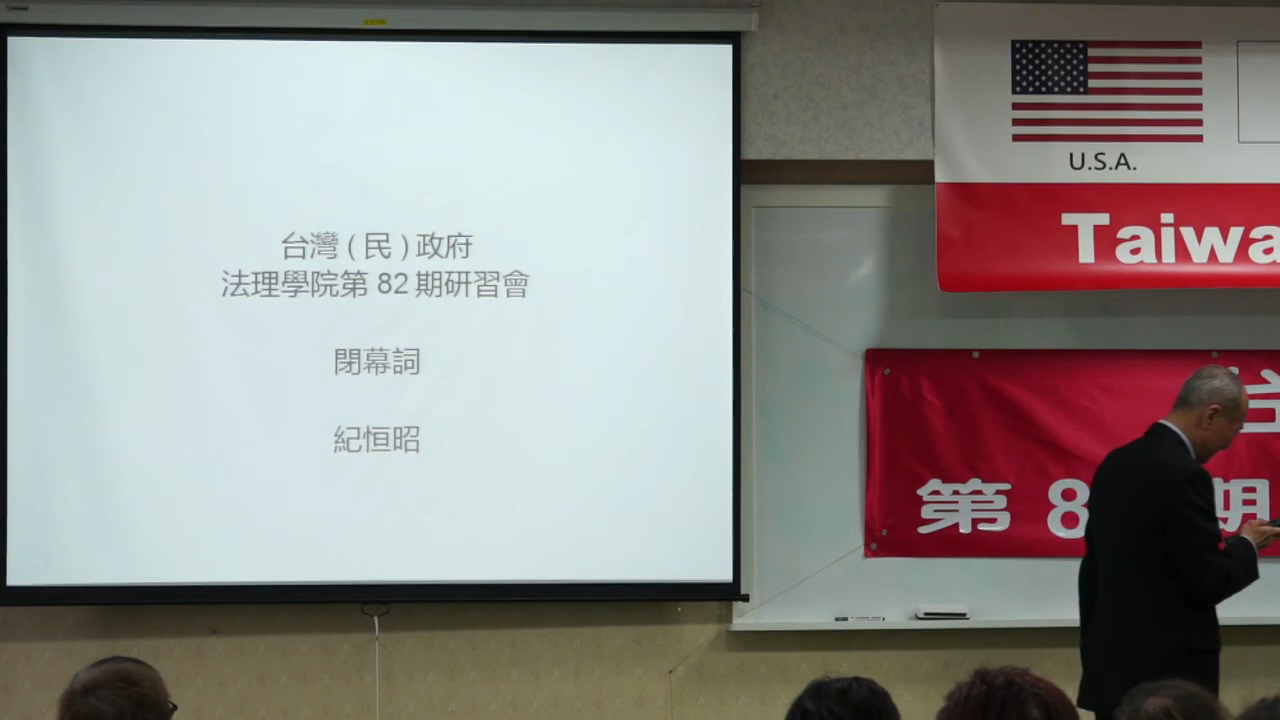 台灣(民)政府
法理學院第 82 期研習會
閉幕詞
紀恒昭
U.S.A.
Taiwa
台
第 8 期